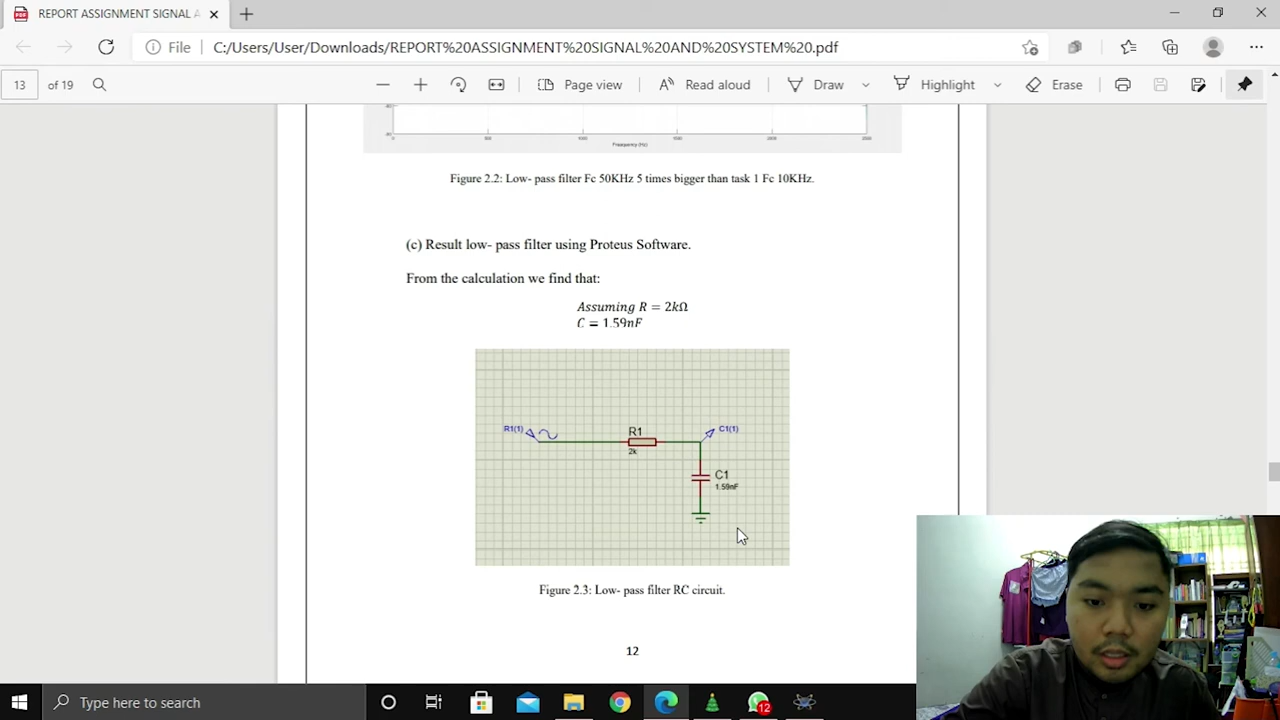 REPORT ASSIGNMENT SIGNAL A
File C:/Users/User/Downloads/REPORT%20ASSIGNMENT%20SIGNAL%20AND%20SYSTEM%20.pdf
13 of 19 Page view Read aloud Draw Highlight Erase
Frequency (Hz)
Figure 2.2: Low- pass filter Fc 50KHz 5 times bigger than task 1 Fc 10KHz.
(c) Result low- pass filter using Proteus Software.
From the calculation we find that:
Assuming R = 2kΩ
C = 1.59nF
R1(1)
R1
C1(1)
2k
C1
1.59nF
Figure 2.3: Low- pass filter RC circuit.
12
Type here to search
12